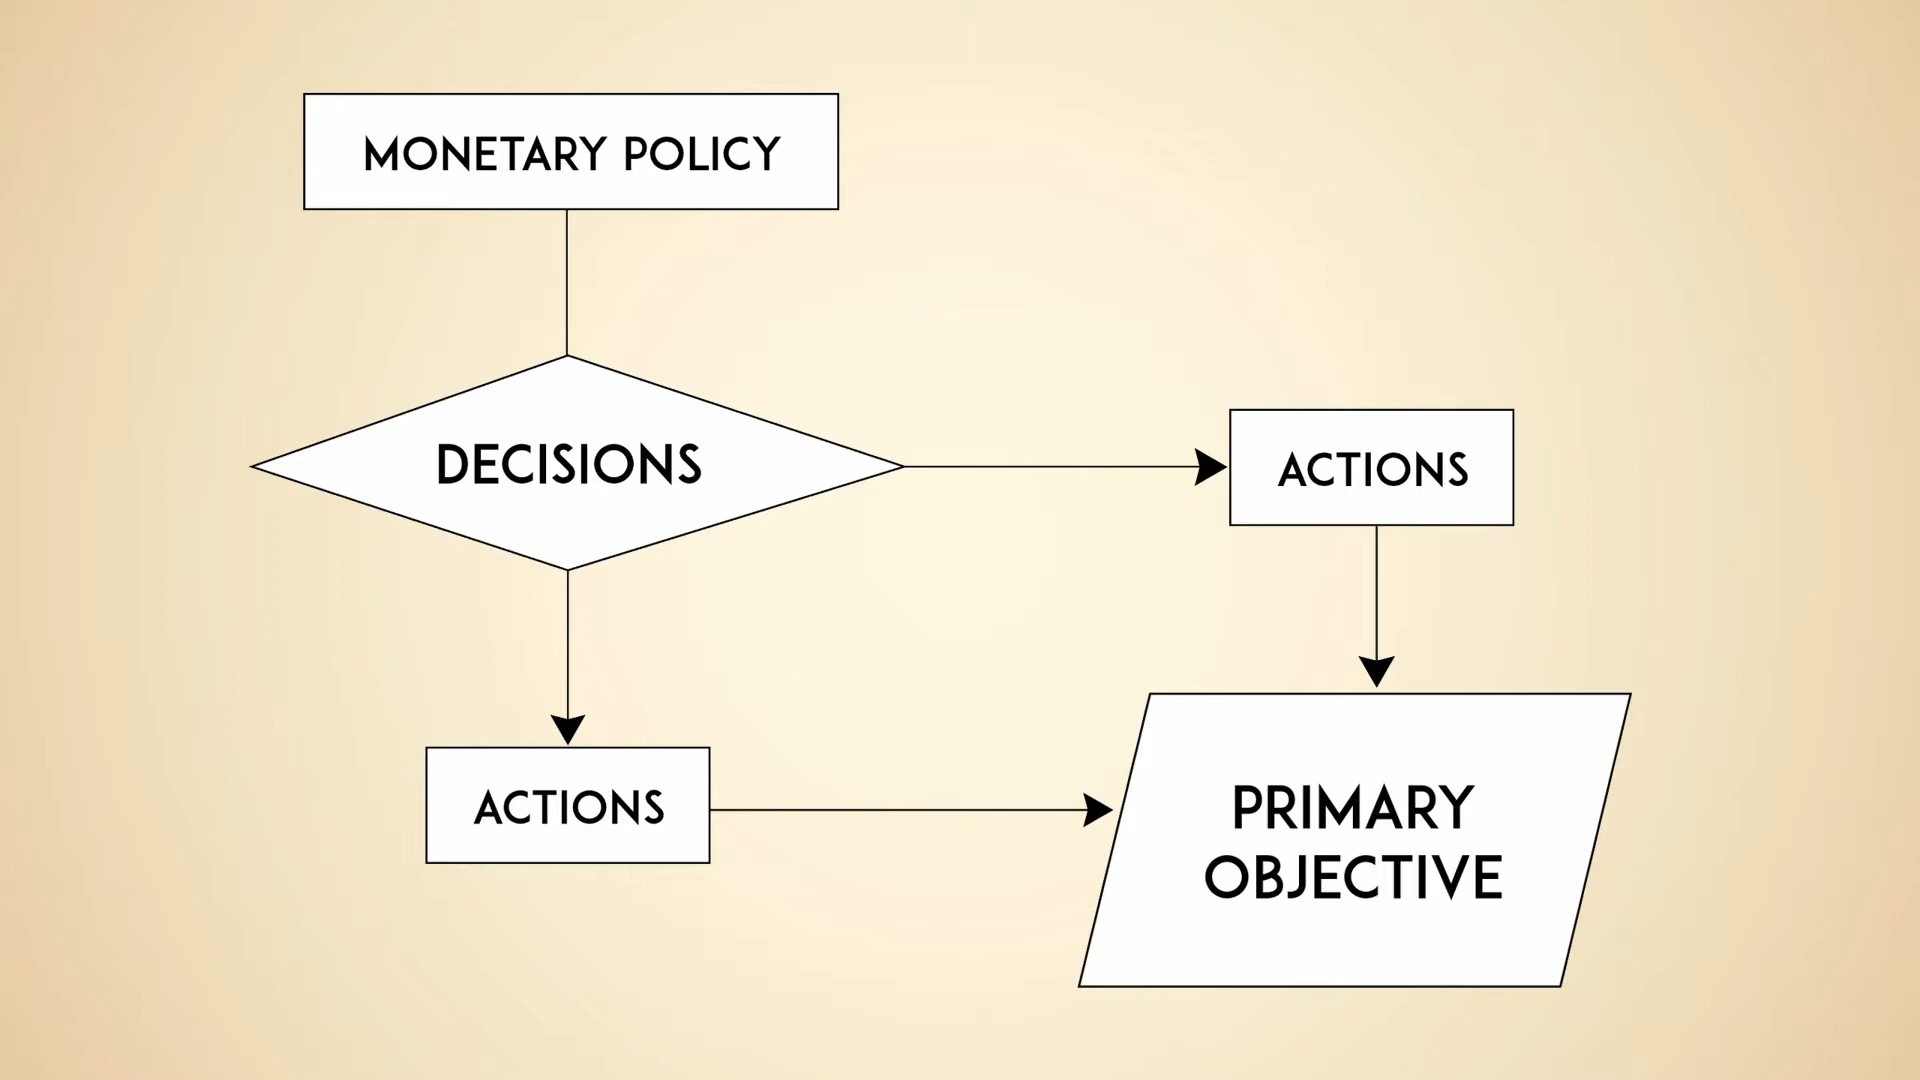 MONETARY POLICY
DECISIONS
ACTIONS
ACTIONS
PRIMARY
OBJECTIVE